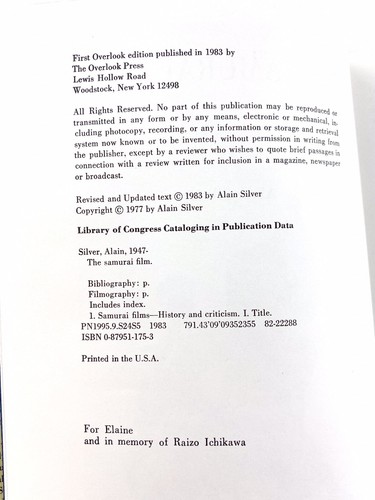 First Overlook edition published in 1983 by
The Overlook Press
Lewis Hollow Road
Woodstock, New York 12498
All Rights Reserved. No part of this publication may be reproduced or
transmitted in any form or by any means, electronic or mechanical, in-
cluding photocopy, recording, or any information or storage and retrieval
system now known or to be invented, without permission in writing from
the publisher, except by a reviewer who wishes to quote brief passages in
connection with a review written for inclusion in a magazine, newspaper
or broadcast.
Revised and Updated text © 1983 by Alain Silver
Copyright © 1977 by Alain Silver
Library of Congress Cataloging in Publication Data
Silver, Alain, 1947-
The samurai film.
Bibliography: p.
Filmography: p.
Includes index.
1. Samurai films—History and criticism. I. Title.
PN1995.9.S24S5 1983 791.43'09'09352355 82-22288
ISBN 0-87951-175-3
Printed in the U.S.A.
For Elaine
and in memory of Raizo Ichikawa